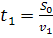 t₁ = S₀ / v₁